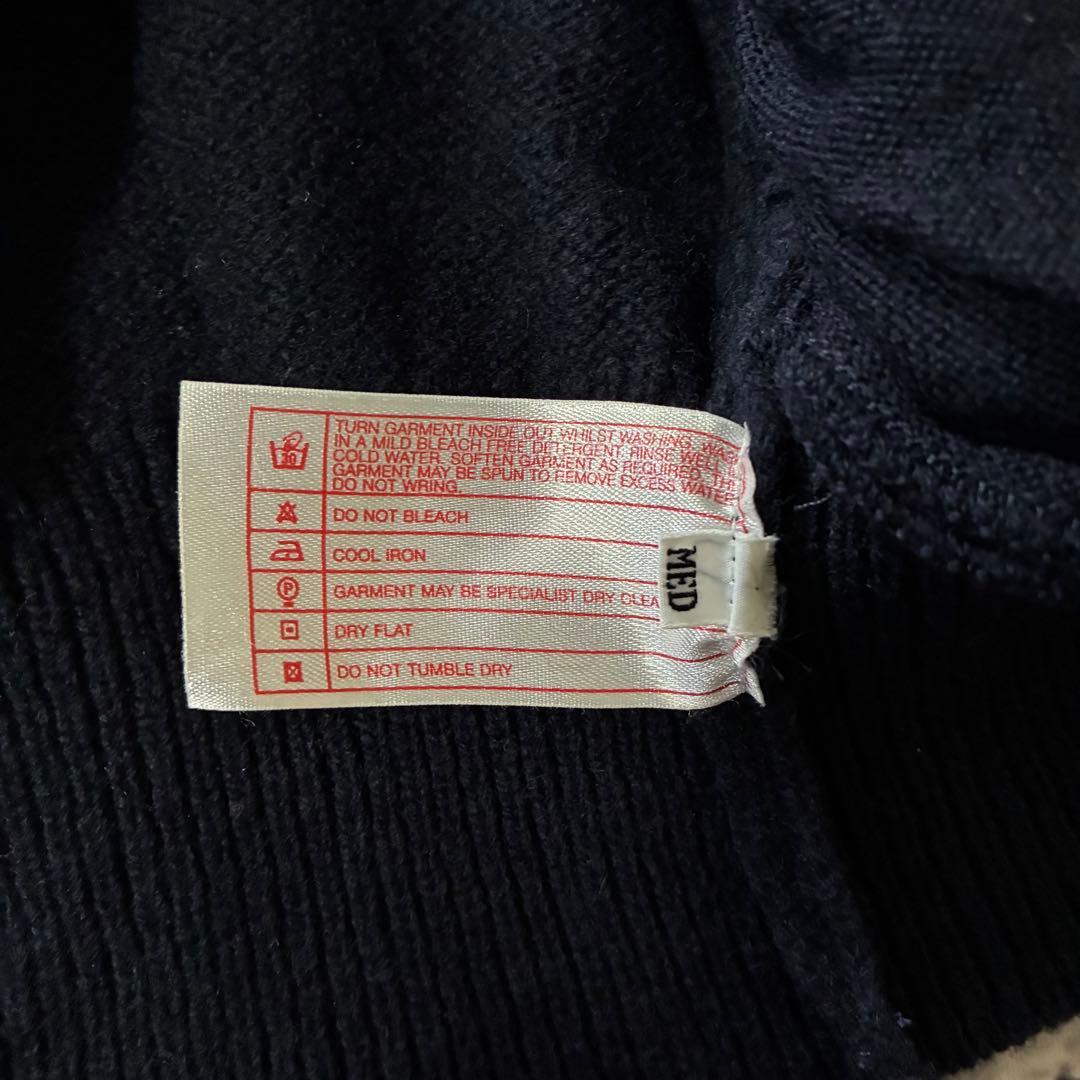 TURN GARMENT INSIDE OUT WHILST WASHING. WAS
IN A MILD BLEACH FREE DETERGENT RINSE WELL
COLD WATER. SOFTEN GARMENT AS REQUIRED. THE
GARMENT MAY BE SPUN TO REMOVE EXCESS WATER
DO NOT WRING.
DO NOT BLEACH
COOL IRON
P GARMENT MAY BE SPECIALIST DRY CLEA
DRY FLAT
DO NOT TUMBLE DRY
MED